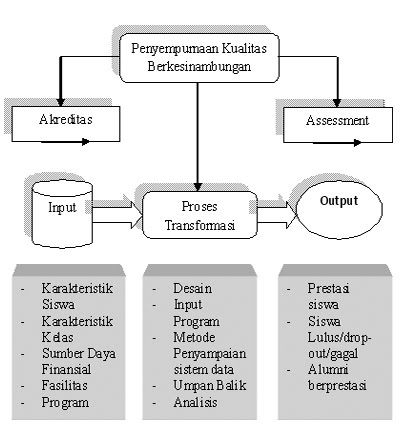 Penyempurnaan Kualitas
Berkesinambungan
Akreditas
Assessment
Input
Proses
Transformasi
Output
- Karakteristik
Siswa
- Karakteristik
Kelas
- Sumber Daya
Finansial
- Fasilitas
- Program
- Desain
- Input
Program
- Metode
Penyampaian
sistem data
- Umpan Balik
- Analisis
- Prestasi
siswa
- Siswa
Lulus/drop-
out/gagal
- Alumni
berprestasi